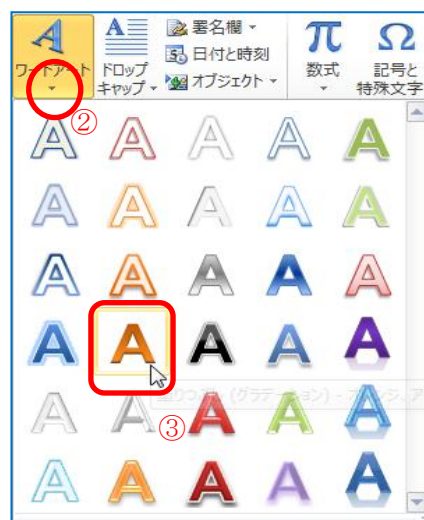 署名欄
日付と時刻
オブジェクト
ワードアート
ドロップ
キャップ
数式
記号と
特殊文字
②
③